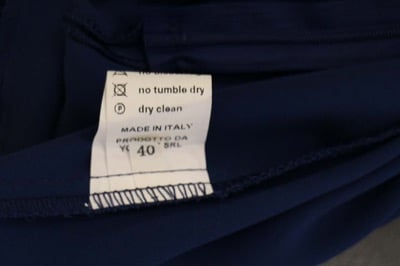 no tumble dry
P dry clean
MADE IN ITALY
PRODOTTO DA
40 SRL